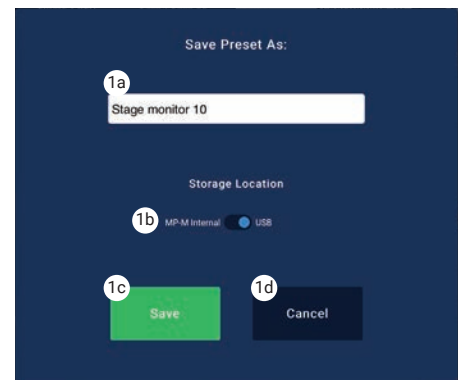 Save Preset As:
1a
Stage monitor 10
Storage Location
1b MP-M Internal USB
1c 1d
Save Cancel